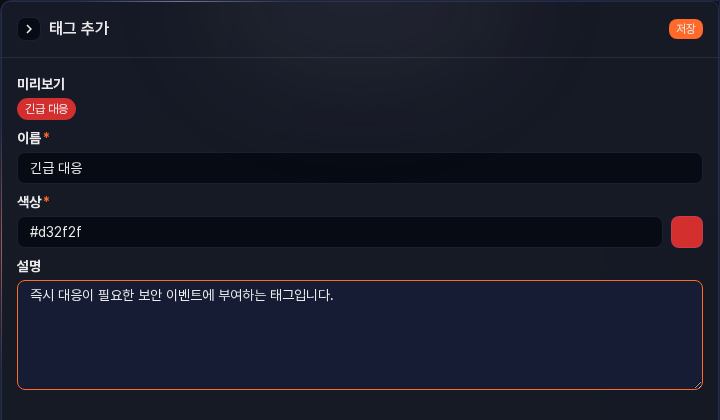 태그 추가
저장
미리보기
긴급 대응
이름*
긴급 대응
색상*
#d32f2f
설명
즉시 대응이 필요한 보안 이벤트에 부여하는 태그입니다.